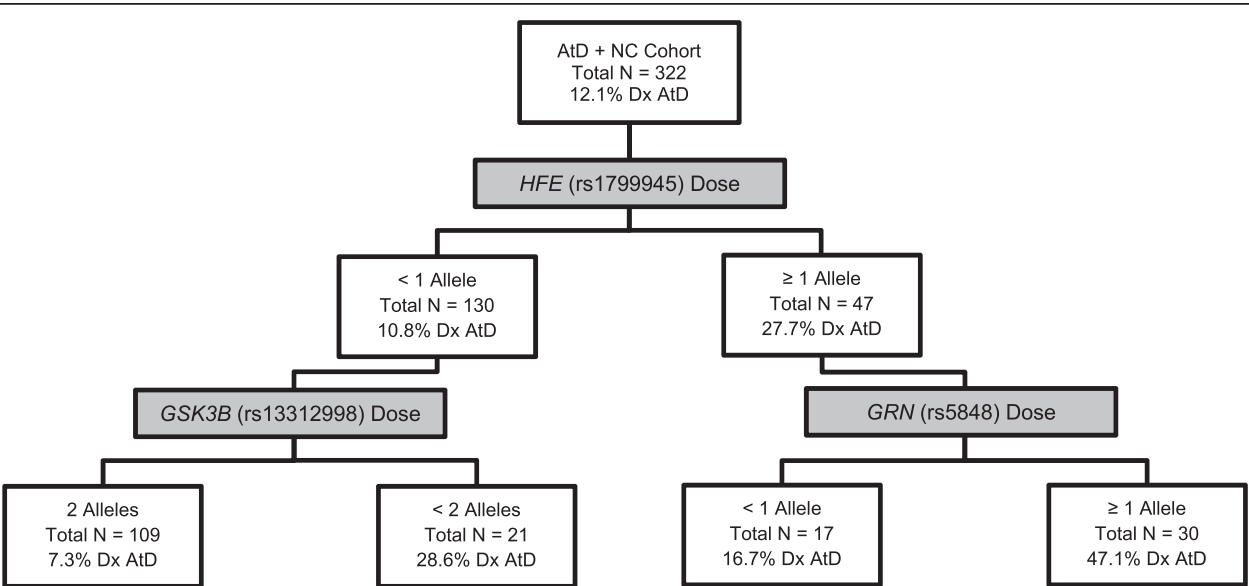 AtD + NC Cohort
Total N = 322
12.1% Dx AtD
HFE (rs1799945) Dose
< 1 Allele
Total N = 130
10.8% Dx AtD
≥ 1 Allele
Total N = 47
27.7% Dx AtD
GSK3B (rs13312998) Dose
GRN (rs5848) Dose
2 Alleles
Total N = 109
7.3% Dx AtD
< 2 Alleles
Total N = 21
28.6% Dx AtD
< 1 Allele
Total N = 17
16.7% Dx AtD
≥ 1 Allele
Total N = 30
47.1% Dx AtD